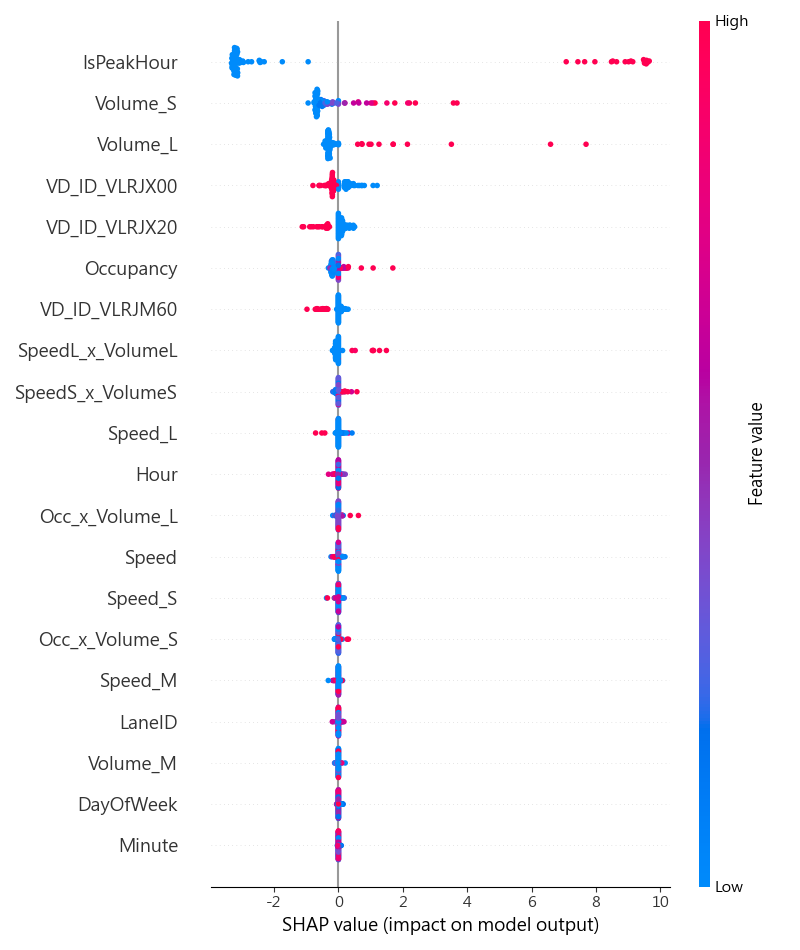 High
IsPeakHour
Volume_S
Volume_L
VD_ID_VLRJX00
VD_ID_VLRJX20
Occupancy
VD_ID_VLRJM60
SpeedL_x_VolumeL
SpeedS_x_VolumeS
Speed_L
Hour
Occ_x_Volume_L
Speed
Speed_S
Occ_x_Volume_S
Speed_M
LaneID
Volume_M
DayOfWeek
Minute
Feature value
Low
-2 0 2 4 6 8 10
SHAP value (impact on model output)